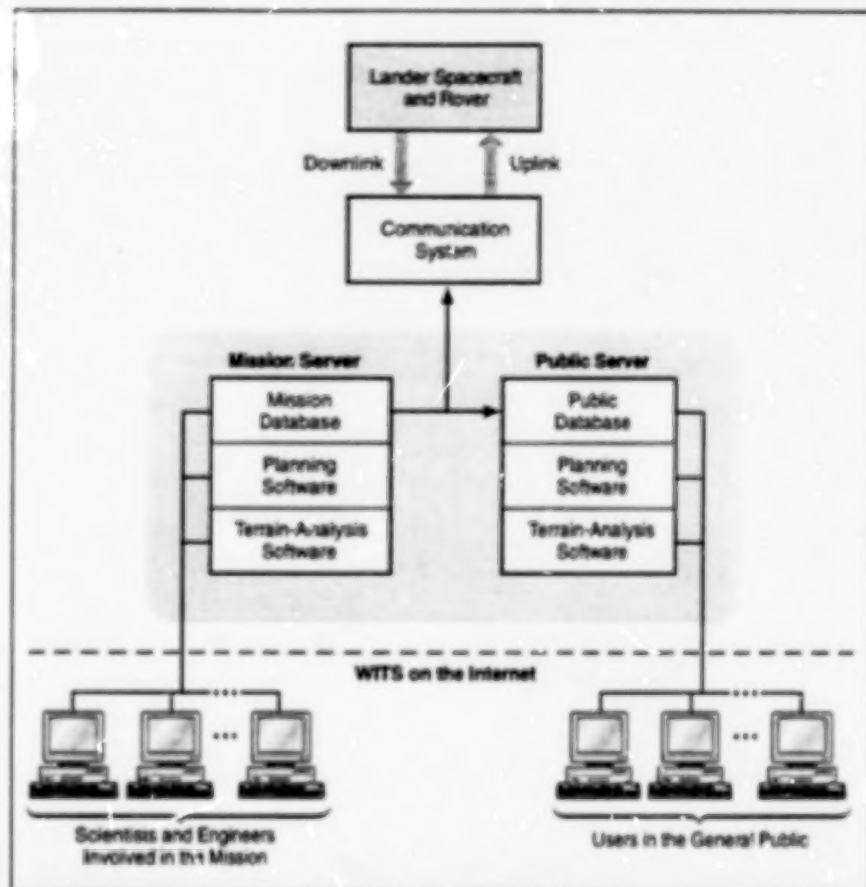 Lander Spacecraft
and Rover
Downlink
Uplink
Communication
System
Mission Server
Public Server
Mission
Database
Public
Database
Planning
Software
Planning
Software
Terrain-Analysis
Software
Terrain-Analysis
Software
WITS on the Internet
Scientists and Engineers
Involved in the Mission
Users in the General Public